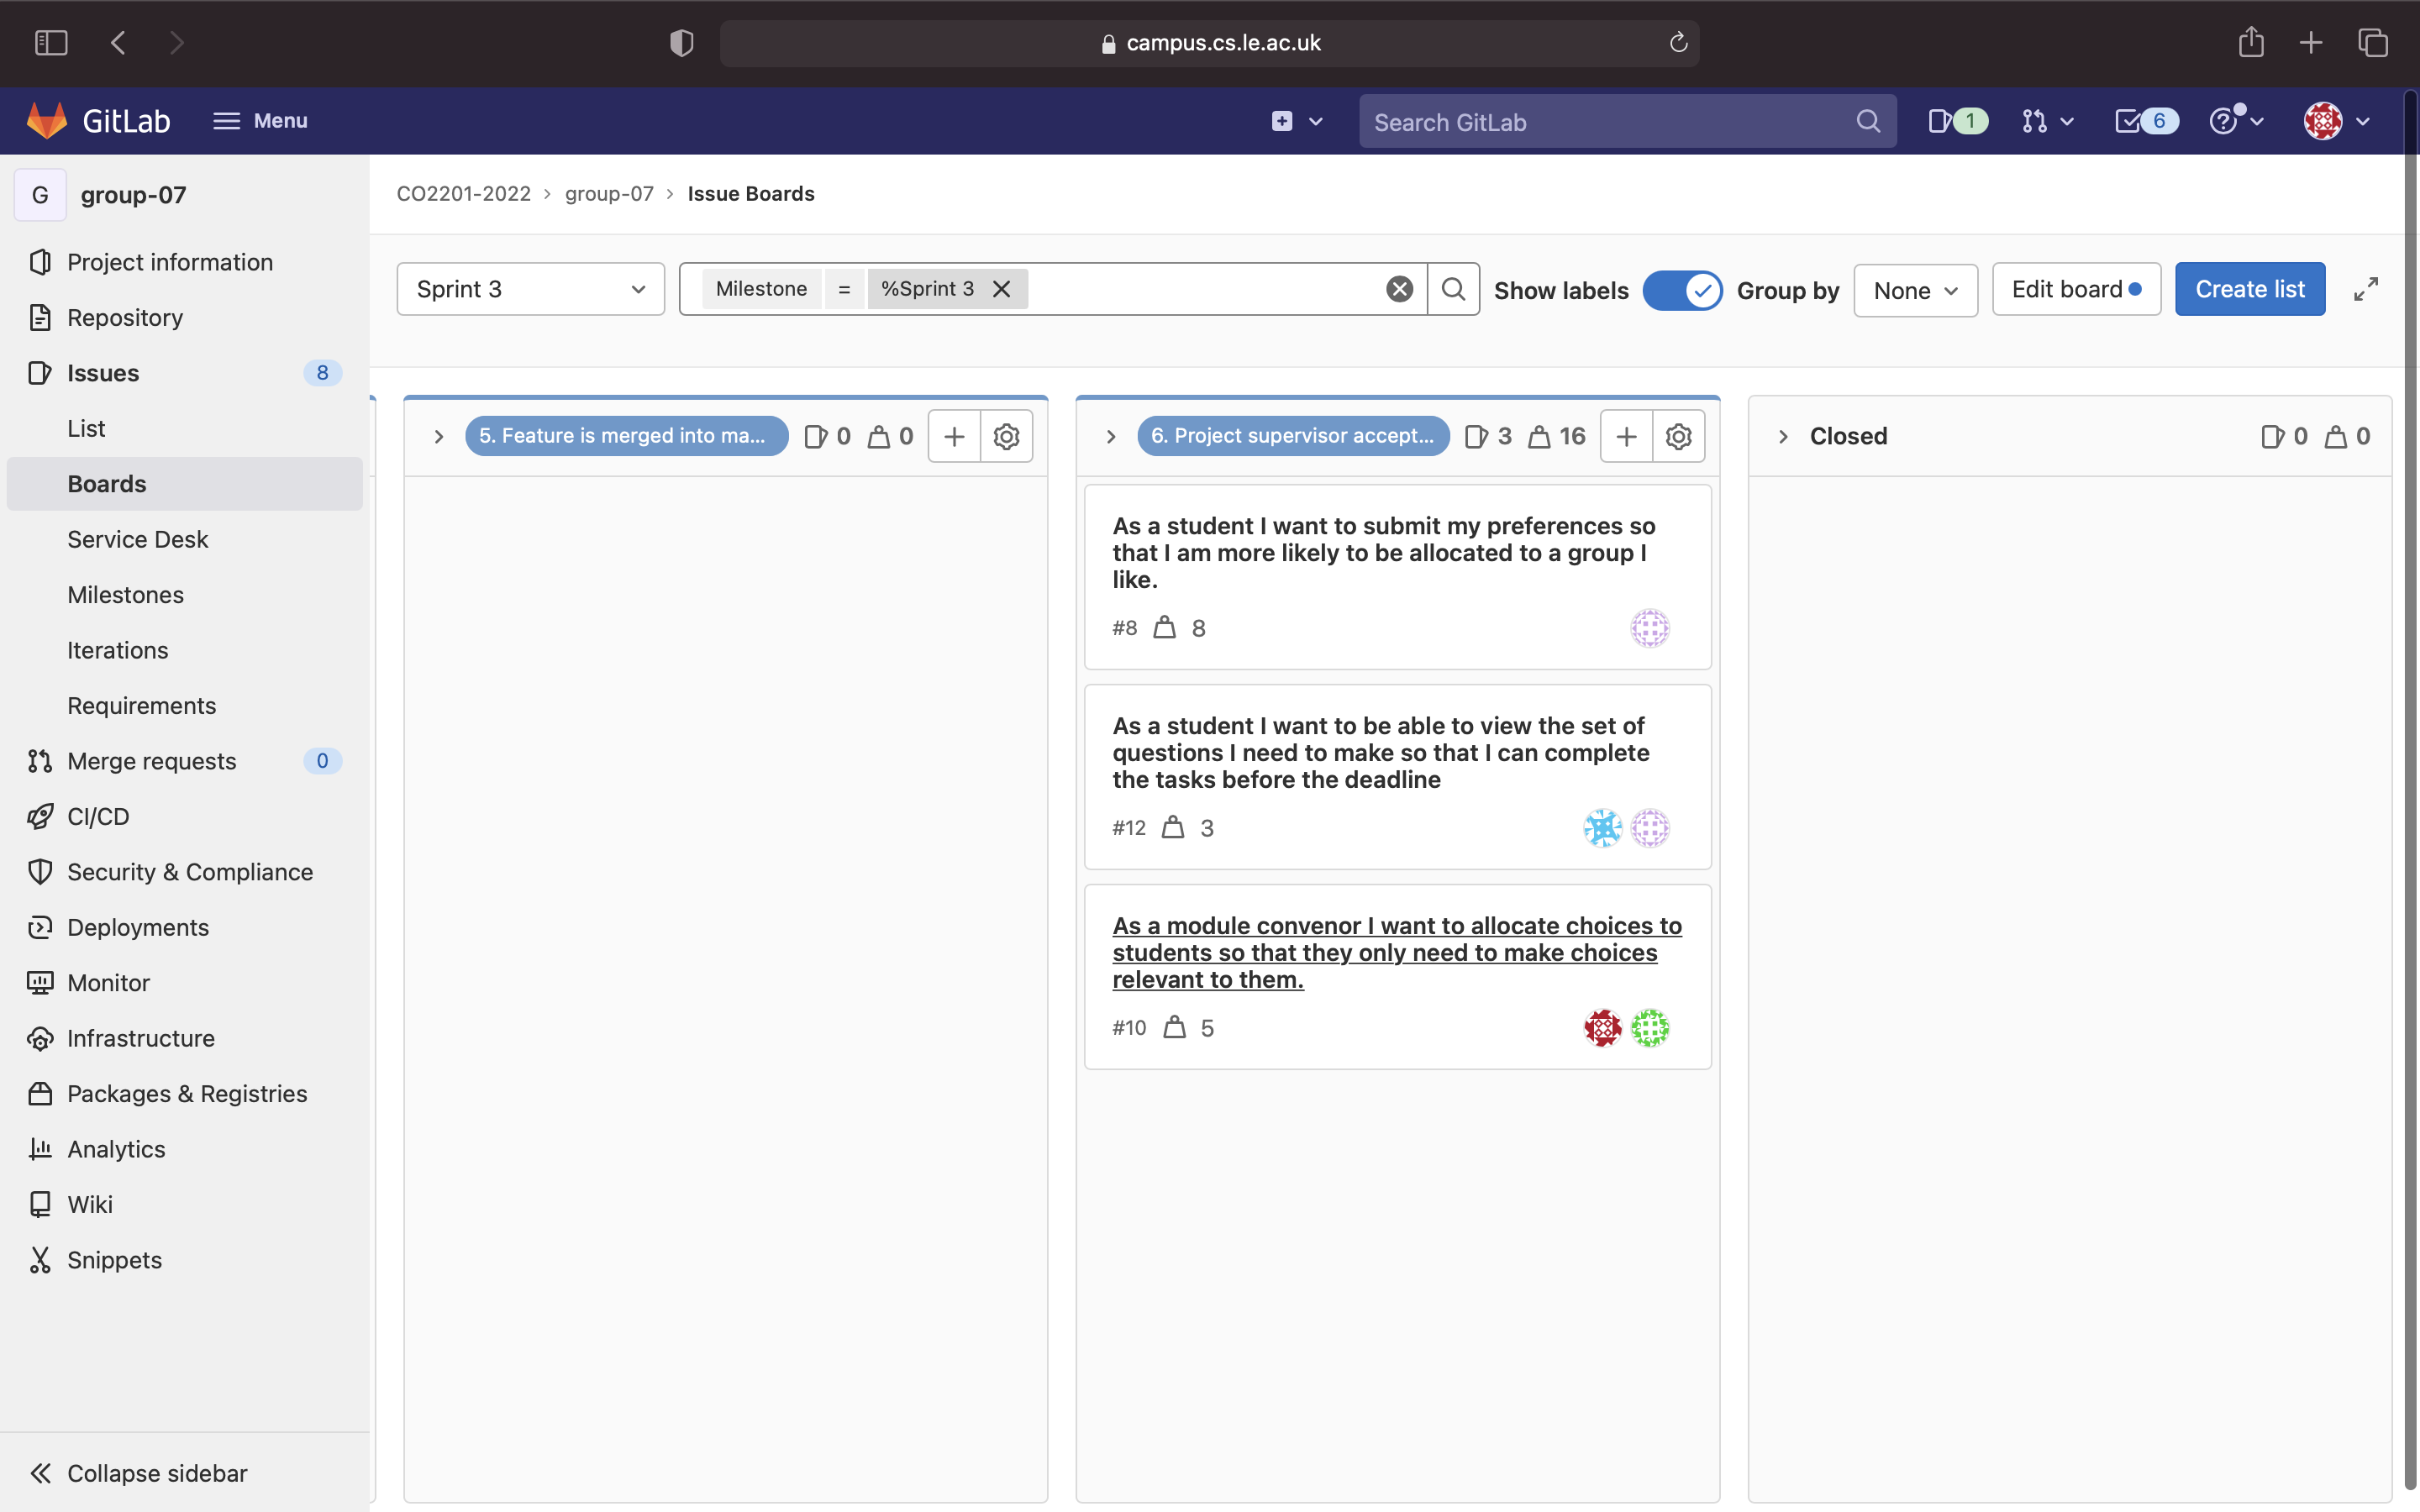 campus.cs.le.ac.uk
GitLab
Menu
Search GitLab
1
6
G
group-07
Project information
Repository
Issues
8
List
Boards
Service Desk
Milestones
Iterations
Requirements
Merge requests
0
CI/CD
Security & Compliance
Deployments
Monitor
Infrastructure
Packages & Registries
Analytics
Wiki
Snippets
Collapse sidebar
CO2201-2022 > group-07 > Issue Boards
Sprint 3
Milestone = %Sprint 3
Show labels
Group by
None
Edit board
Create list
5. Feature is merged into ma... 0 0
6. Project supervisor accept... 3 16
As a student I want to submit my preferences so
that I am more likely to be allocated to a group I
like.
#8 8
As a student I want to be able to view the set of
questions I need to make so that I can complete
the tasks before the deadline
#12 3
As a module convenor I want to allocate choices to
students so that they only need to make choices
relevant to them.
#10 5
Closed 0 0